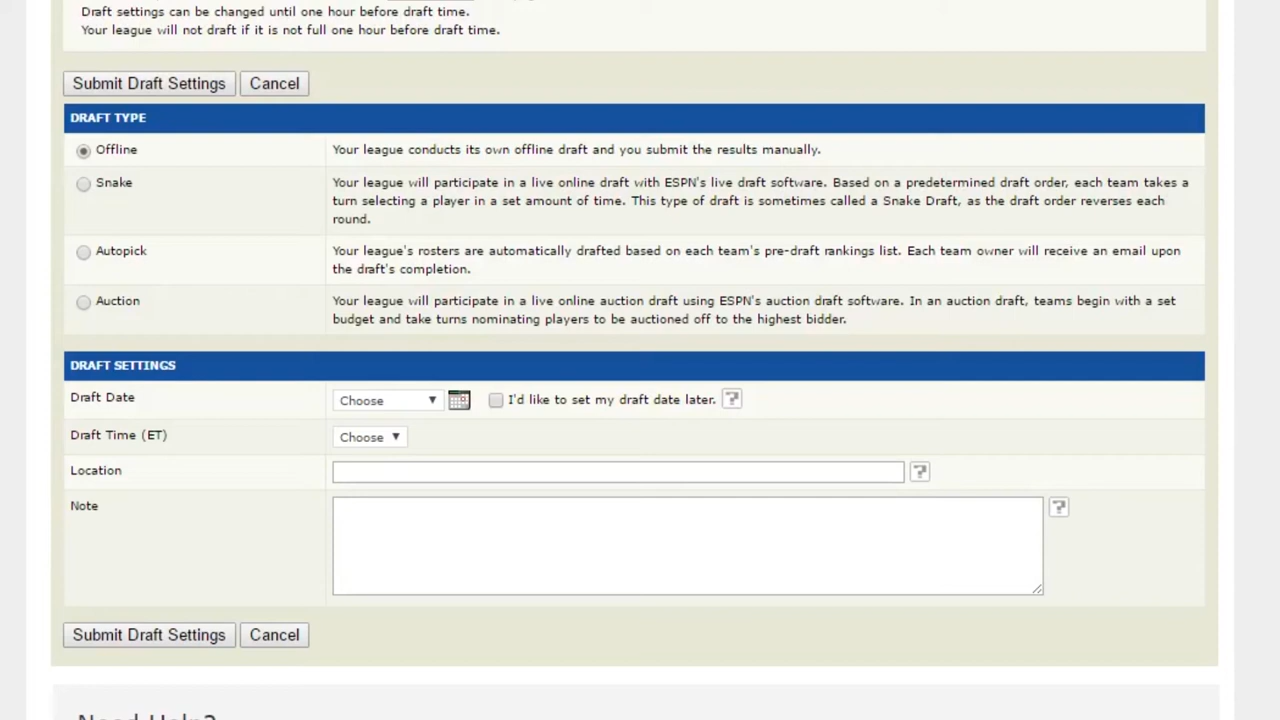 Draft settings can be changed until one hour before draft time.
Your league will not draft if it is not full one hour before draft time.
Submit Draft Settings Cancel
DRAFT TYPE
Offline Your league conducts its own offline draft and you submit the results manually.
Snake Your league will participate in a live online draft with ESPN's live draft software. Based on a predetermined draft order, each team takes a
turn selecting a player in a set amount of time. This type of draft is sometimes called a Snake Draft, as the draft order reverses each
round.
Autopick Your league's rosters are automatically drafted based on each team's pre-draft rankings list. Each team owner will receive an email upon
the draft's completion.
Auction Your league will participate in a live online auction draft using ESPN's auction draft software. In an auction draft, teams begin with a set
budget and take turns nominating players to be auctioned off to the highest bidder.
DRAFT SETTINGS
Draft Date Choose I'd like to set my draft date later. ?
Draft Time (ET) Choose
Location ?
Note ?
Submit Draft Settings Cancel
Need Help?